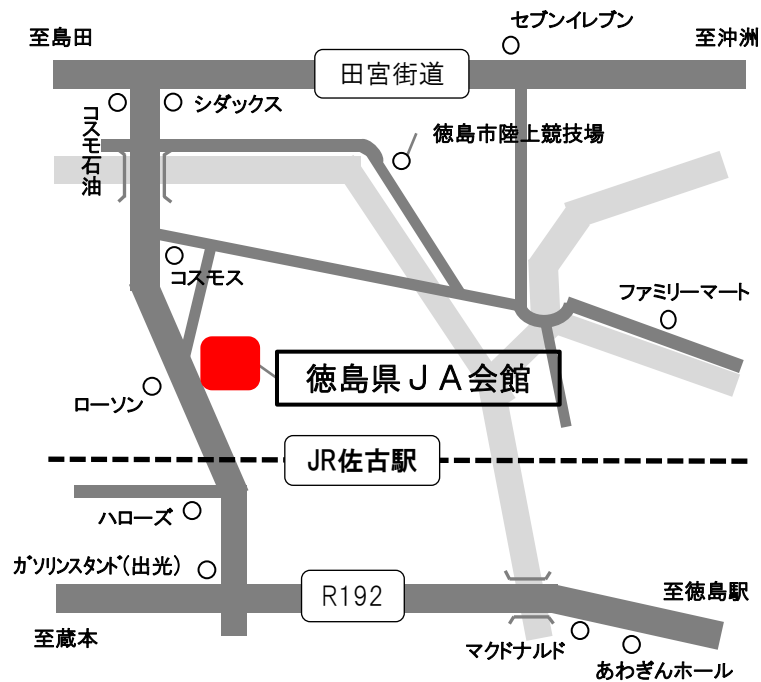 セブンイレブン
至島田
至沖洲
田宮街道
シダックス
コスモ石油
徳島市陸上競技場
コスモス
ファミリーマート
徳島県ＪＡ会館
ローソン
JR佐古駅
ハローズ
ｶﾞｿﾘﾝｽﾀﾝﾄﾞ(出光)
R192
至徳島駅
至蔵本
マクドナルド
あわぎんホール